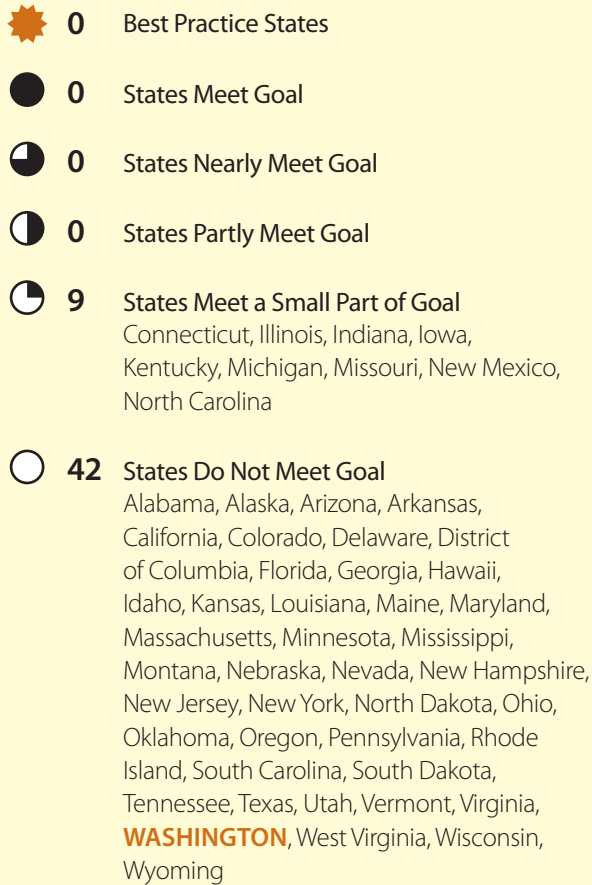 0 Best Practice States
0 States Meet Goal
0 States Nearly Meet Goal
0 States Partly Meet Goal
9 States Meet a Small Part of Goal
Connecticut, Illinois, Indiana, Iowa,
Kentucky, Michigan, Missouri, New Mexico,
North Carolina
42 States Do Not Meet Goal
Alabama, Alaska, Arizona, Arkansas,
California, Colorado, Delaware, District
of Columbia, Florida, Georgia, Hawaii,
Idaho, Kansas, Louisiana, Maine, Maryland,
Massachusetts, Minnesota, Mississippi,
Montana, Nebraska, Nevada, New Hampshire,
New Jersey, New York, North Dakota, Ohio,
Oklahoma, Oregon, Pennsylvania, Rhode
Island, South Carolina, South Dakota,
Tennessee, Texas, Utah, Vermont, Virginia,
WASHINGTON, West Virginia, Wisconsin,
Wyoming